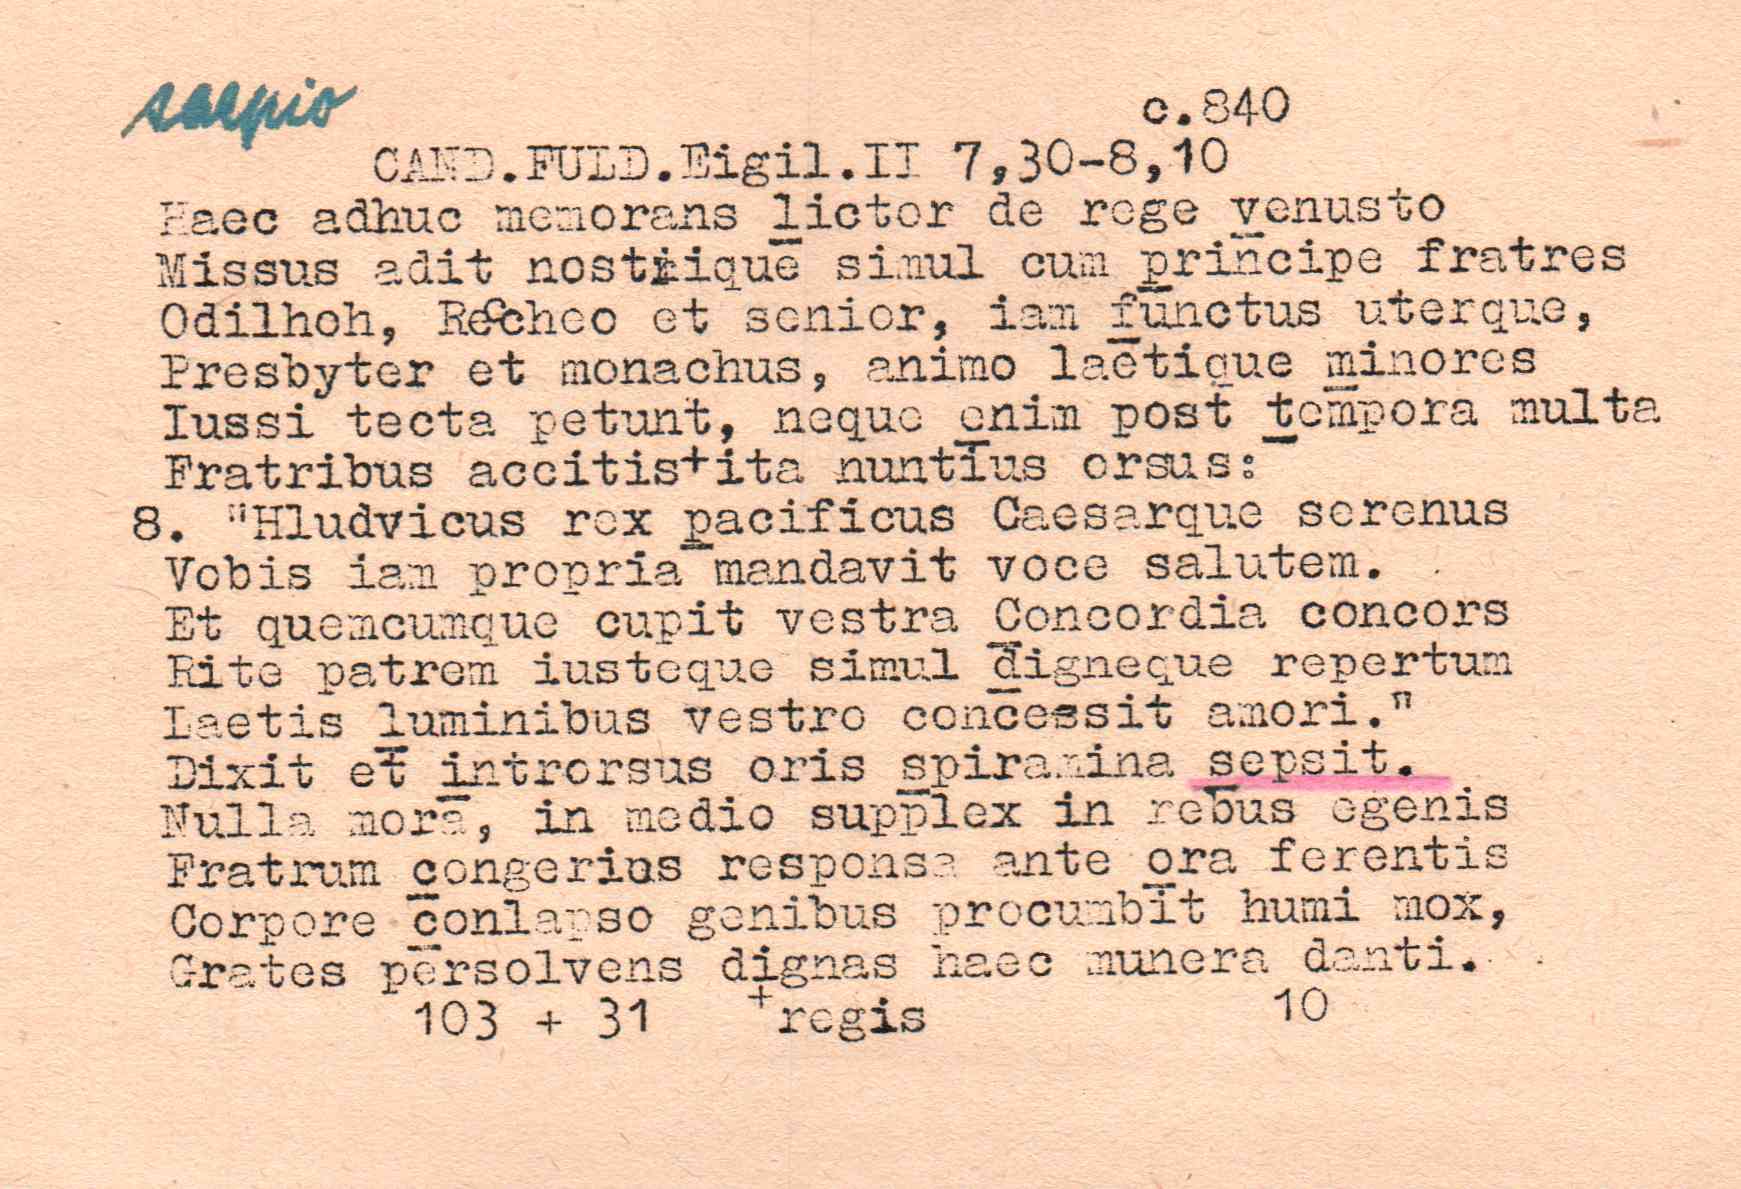 saepio
c.840
CAND.FULD.Eigil.II 7,30-8,10
Haec adhuc memorans lictor de rege venusto
Missus adit nostrique simul cum principe fratres
Odilhoh, Reccheo et senior, iam functus uterque,
Presbyter et monachus, animo laetique minores
Iussi tecta petunt, neque enim post tempora multa
Fratribus accitis+ita nuntius orsus:
8. "Hludvicus rex pacificus Caesarque serenus
Vobis iam propria mandavit voce salutem.
Et quemcumque cupit vestra Concordia concors
Rite patrem iusteque simul digneque repertum
Laetis luminibus vestro concessit amori."
Dixit et introrsus oris spiramina sepsit.
Nulla mora, in medio supplex in rebus egenis
Fratrum congeries responsa ante ora ferentis
Corpore conlapso genibus procumbit humi mox,
Grates persolvens dignas haec munera danti.
103 + 31 +regis 10